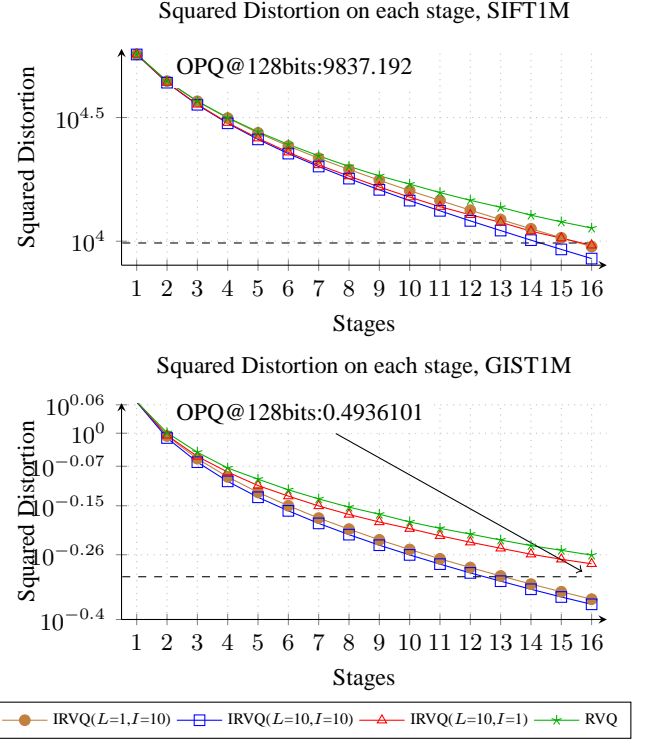 Squared Distortion on each stage, SIFT1M
OPQ@128bits:9837.192
10^4.5
10^4
Squared Distortion
1 2 3 4 5 6 7 8 9 10 11 12 13 14 15 16
Stages
Squared Distortion on each stage, GIST1M
OPQ@128bits:0.4936101
10^0.06
10^0
10^−0.07
10^−0.15
10^−0.26
10^−0.4
Squared Distortion
1 2 3 4 5 6 7 8 9 10 11 12 13 14 15 16
Stages
IRVQ(L=1,I=10) IRVQ(L=10,I=10) IRVQ(L=10,I=1) RVQ